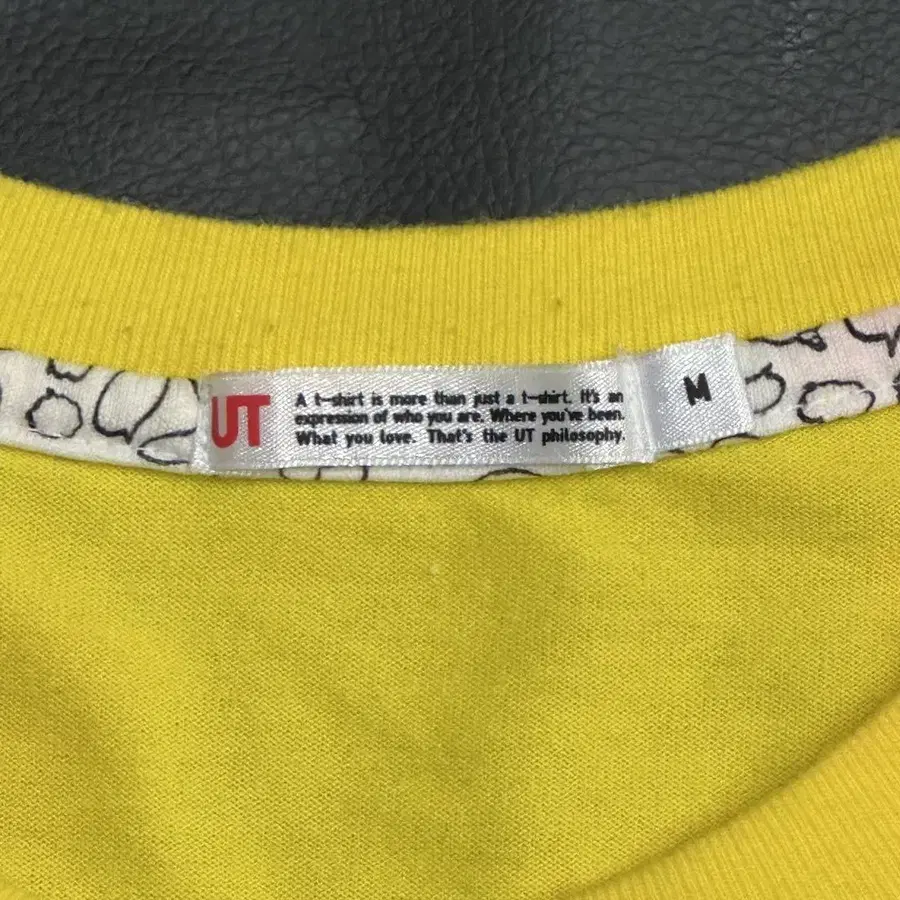 UT
A t-shirt is more than just a t-shirt. It's an
expression of who you are. Where you've been.
What you love. That's the UT philosophy.
M